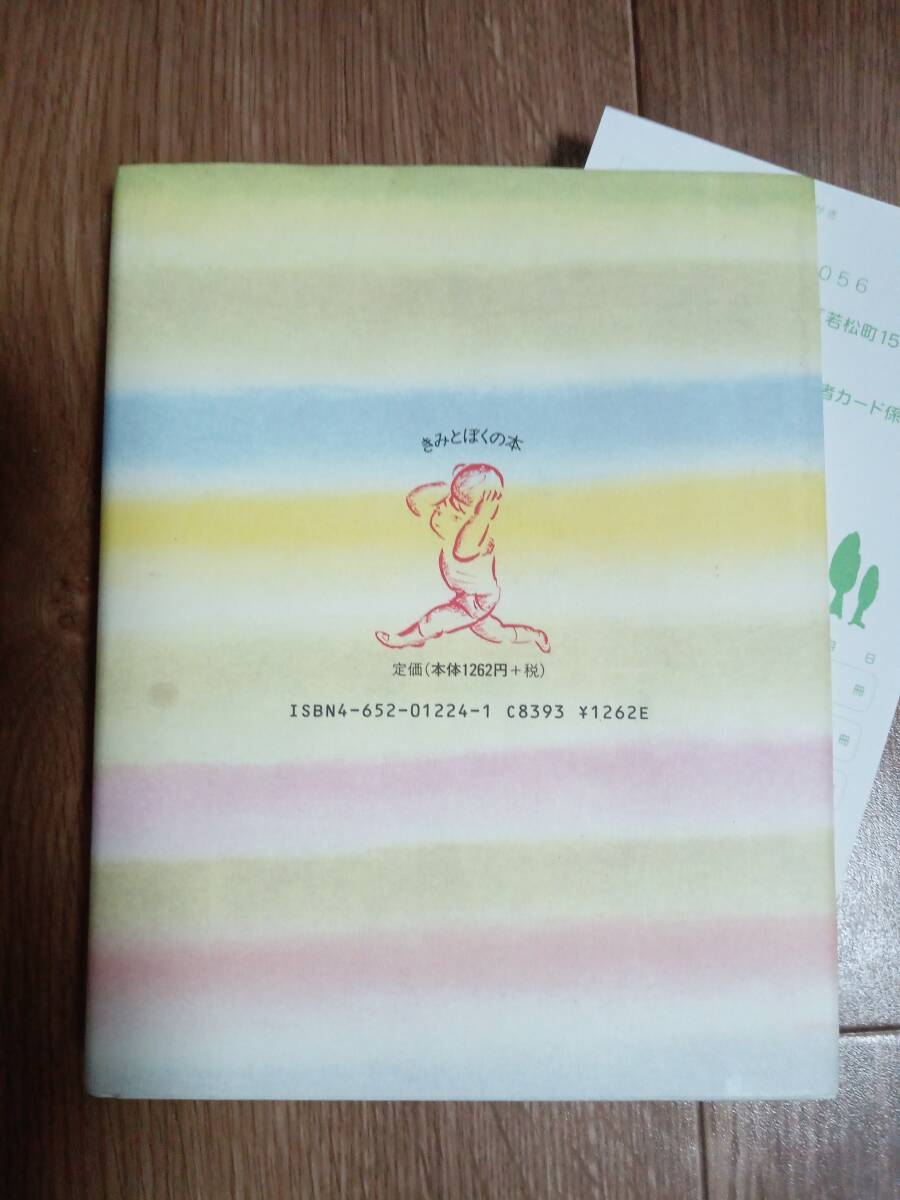 きみとぼくの本
定価(本体1262円+税)
ISBN4-652-01224-1 C8393 ¥1262E
056
若松町15
者カード係
日
冊
冊